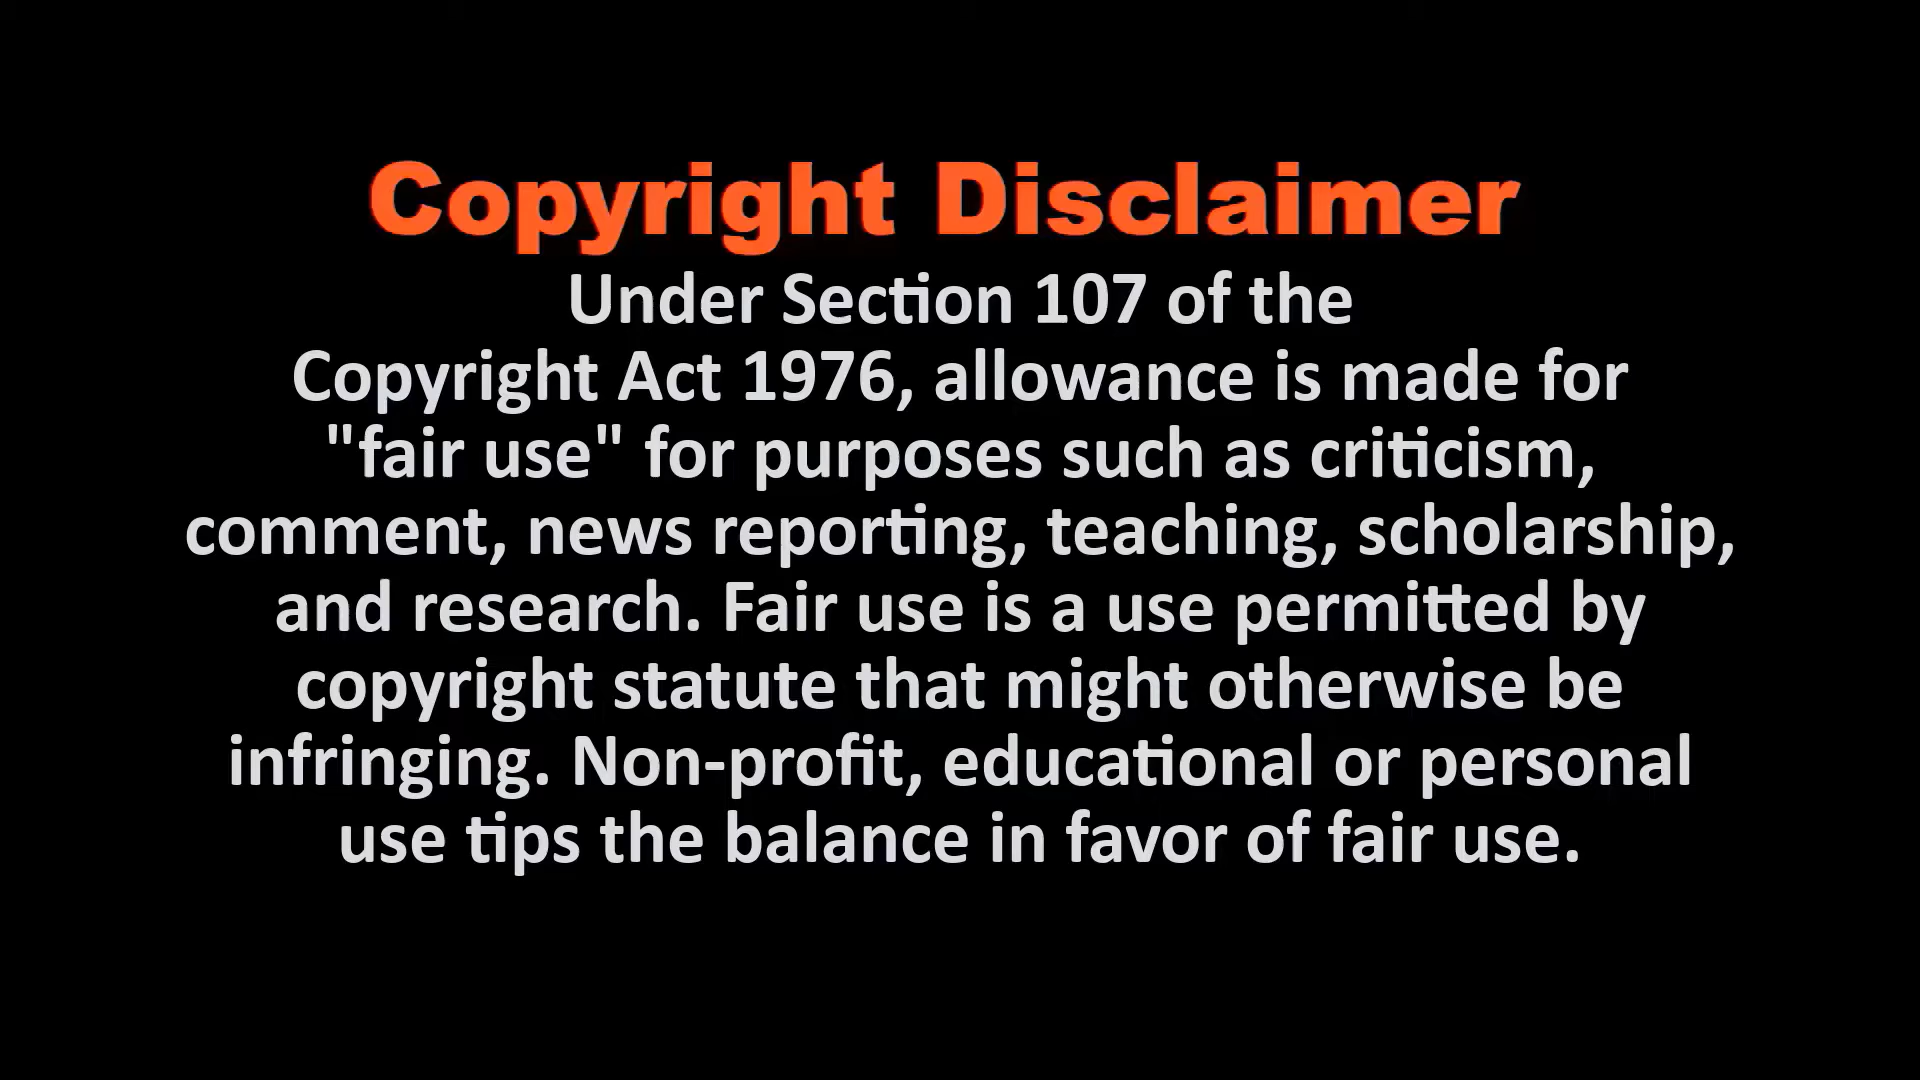 Copyright Disclaimer
Under Section 107 of the
Copyright Act 1976, allowance is made for
"fair use" for purposes such as criticism,
comment, news reporting, teaching, scholarship,
and research. Fair use is a use permitted by
copyright statute that might otherwise be
infringing. Non-profit, educational or personal
use tips the balance in favor of fair use.